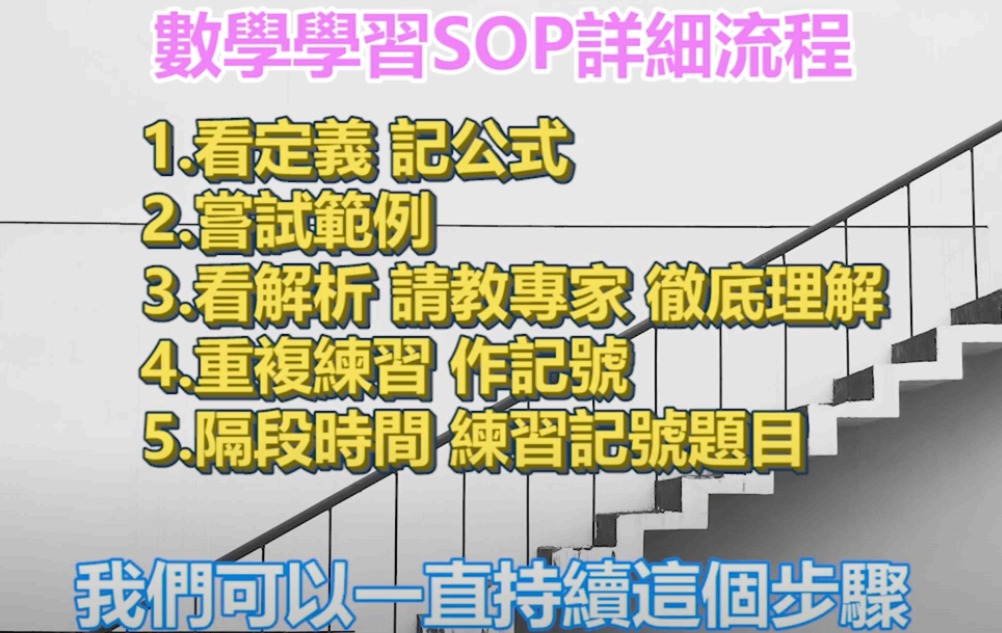 數學學習SOP詳細流程
1.看定義 記公式
2.嘗試範例
3.看解析 請教專家 徹底理解
4.重複練習 作記號
5.隔段時間 練習記號題目
我們可以一直持續這個步驟